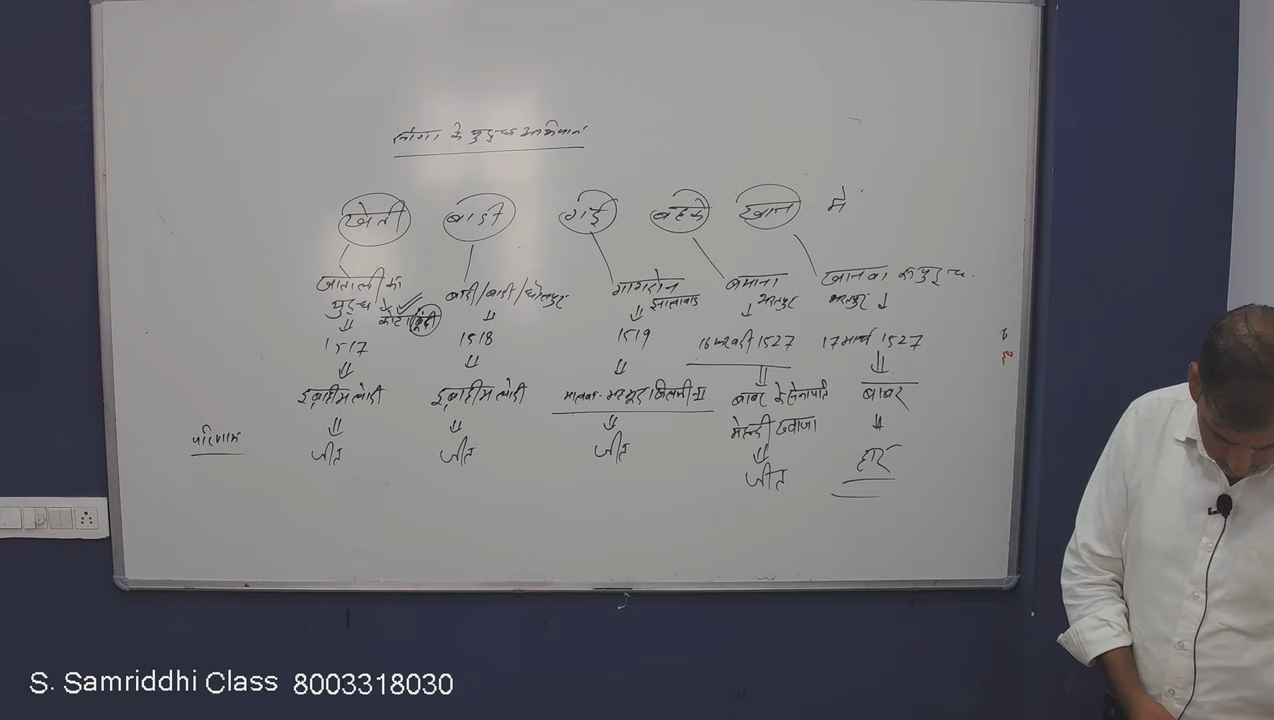 सांगा के युद्ध अभियान
खेती बाडी गई बहके खान में
खातोली का बाडी/बाडी/धौलपुर गागरोन बयाना खानवा का युद्ध
युद्ध कोटा/बूंदी झालावाड भरतपुर भरतपुर
1517 1518 1519 16 फरवरी 1527 17 मार्च 1527
इब्राहीम लोदी इब्राहीम लोदी मालवा - महमूद खिलजी-II बाबर के सेनापति बाबर
मेहन्दी ख्वाजा
परिणाम जीत जीत जीत जीत हार
S. Samriddhi Class 8003318030